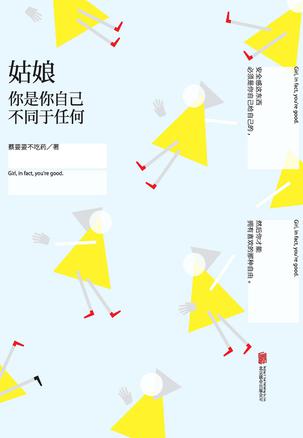 姑娘
你是你自己
不同于任何
蔡晏晏不吃药／著
Girl, in fact, you're good.
Girl, in fact, you're good.
安全感这东西
必须是你自己给自己的，
Girl, in fact, you're good.
然后你才能
拥有喜欢的那种自由。